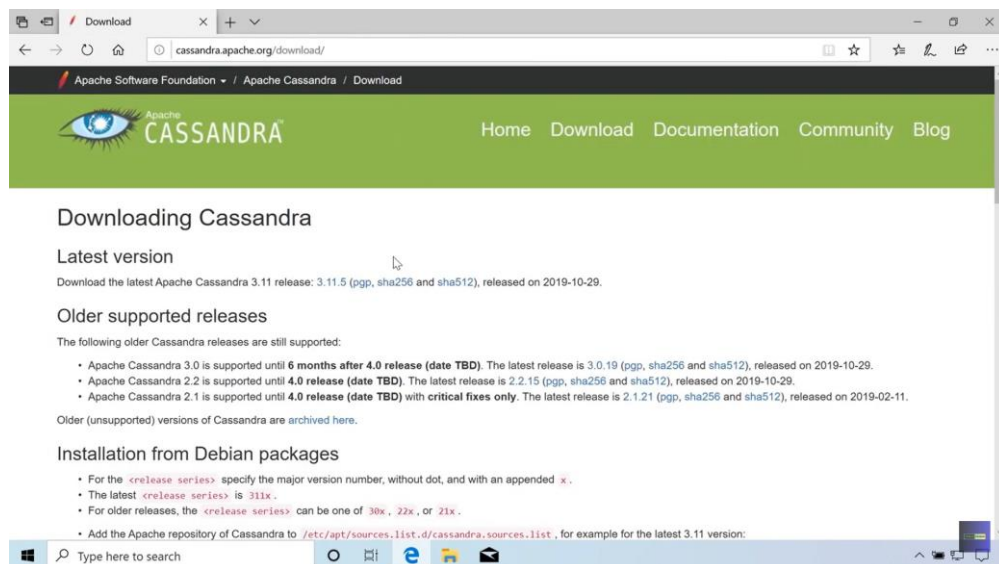 Download
cassandra.apache.org/download/
Apache Software Foundation / Apache Cassandra / Download
Apache
CASSANDRA
Home Download Documentation Community Blog
Downloading Cassandra
Latest version
Download the latest Apache Cassandra 3.11 release: 3.11.5 (pgp, sha256 and sha512), released on 2019-10-29.
Older supported releases
The following older Cassandra releases are still supported:
• Apache Cassandra 3.0 is supported until 6 months after 4.0 release (date TBD). The latest release is 3.0.19 (pgp, sha256 and sha512), released on 2019-10-29.
• Apache Cassandra 2.2 is supported until 4.0 release (date TBD). The latest release is 2.2.15 (pgp, sha256 and sha512), released on 2019-10-29.
• Apache Cassandra 2.1 is supported until 4.0 release (date TBD) with critical fixes only. The latest release is 2.1.21 (pgp, sha256 and sha512), released on 2019-02-11.
Older (unsupported) versions of Cassandra are archived here.
Installation from Debian packages
• For the <release series> specify the major version number, without dot, and with an appended x.
• The latest <release series> is 311x.
• For older releases, the <release series> can be one of 30x, 22x, or 21x.
• Add the Apache repository of Cassandra to /etc/apt/sources.list.d/cassandra.sources.list, for example for the latest 3.11 version:
Type here to search